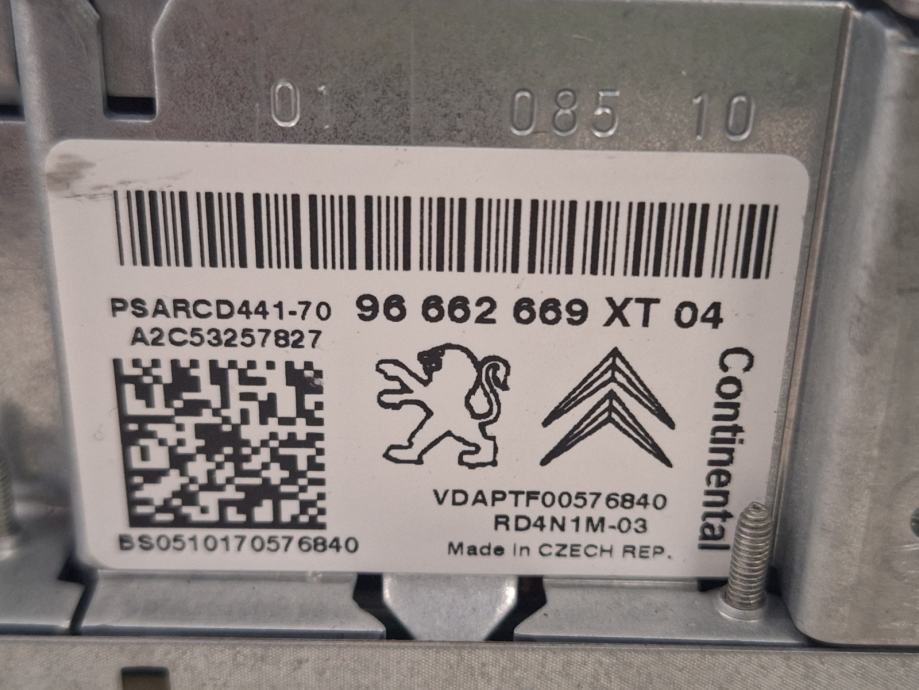 01 085 10
PSARCD441-70 96 662 669 XT 04
A2C53257827
Continental
VDAPTF00576840
RD4N1M-03
BS0510170576840
Made in CZECH REP.